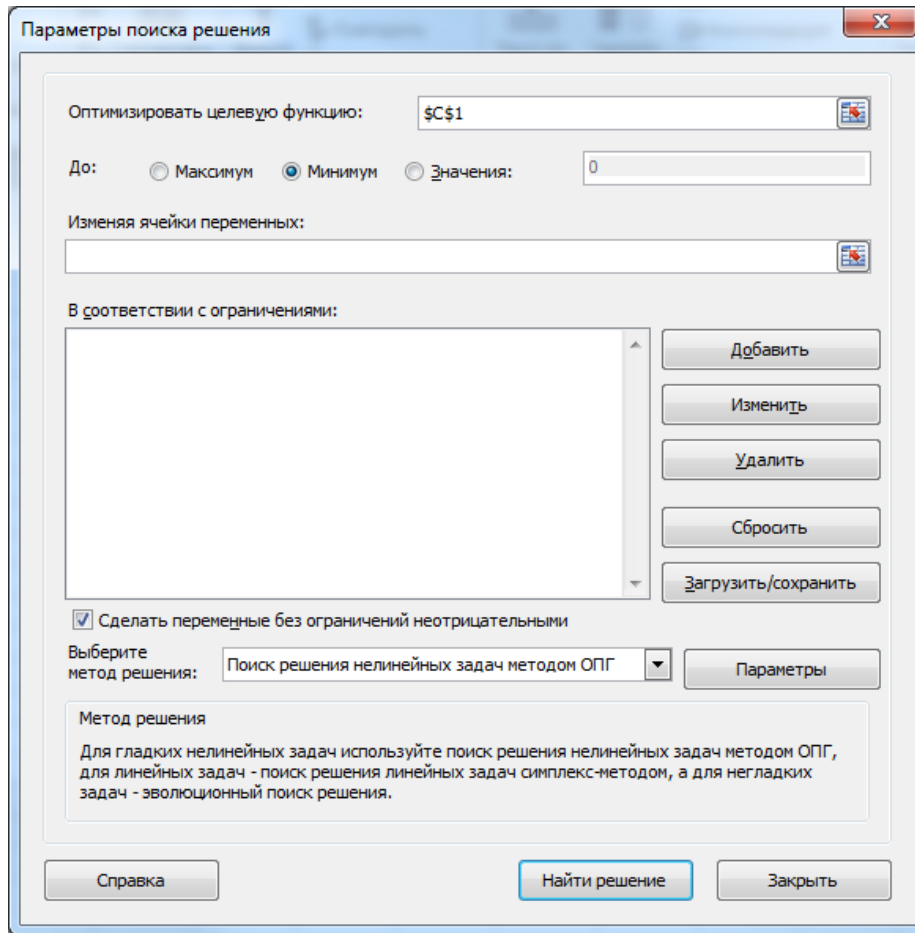 Параметры поиска решения
Оптимизировать целевую функцию:
$C$1
До:
Максимум
Минимум
Значения:
0
Изменяя ячейки переменных:
В соответствии с ограничениями:
Добавить
Изменить
Удалить
Сбросить
Загрузить/сохранить
Сделать переменные без ограничений неотрицательными
Выберите
метод решения:
Поиск решения нелинейных задач методом ОПГ
Параметры
Метод решения
Для гладких нелинейных задач используйте поиск решения нелинейных задач методом ОПГ,
для линейных задач - поиск решения линейных задач симплекс-методом, а для негладких
задач - эволюционный поиск решения.
Справка
Найти решение
Закрыть